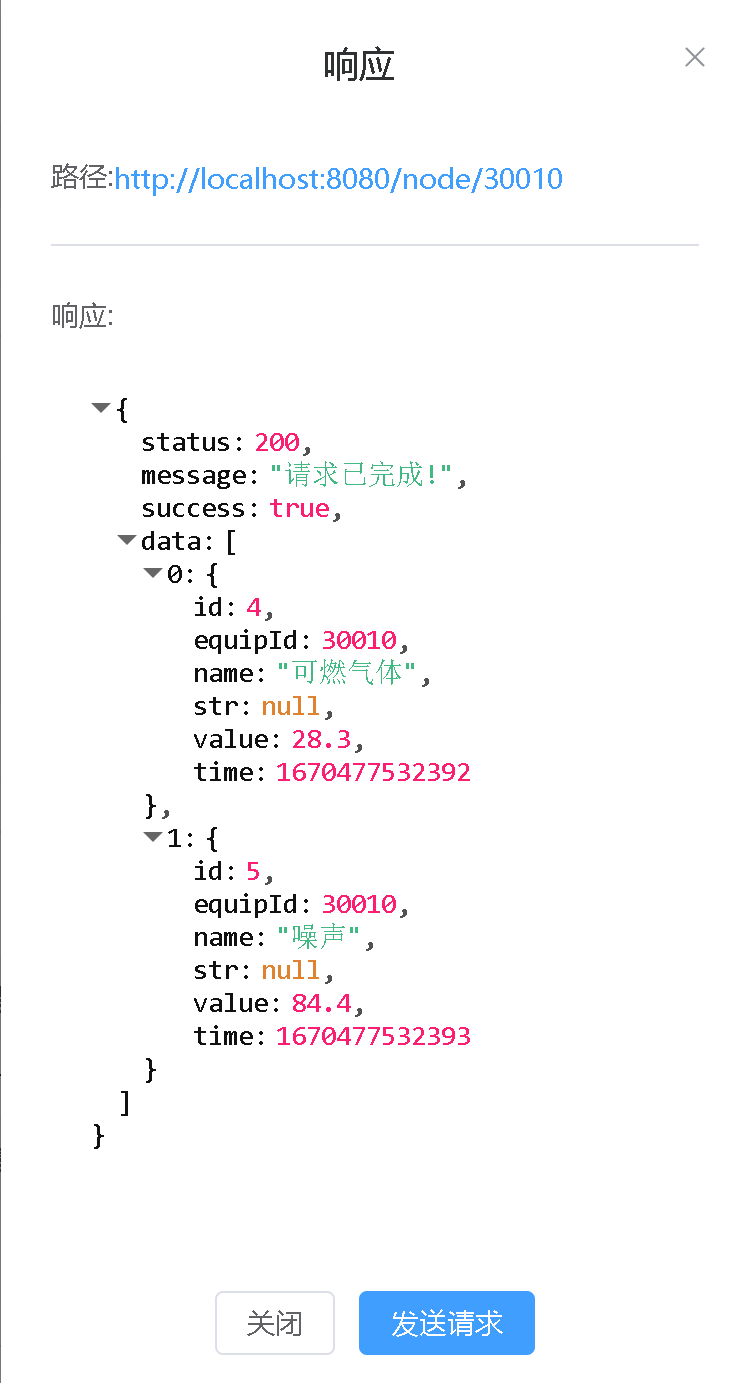 响应
路径:http://localhost:8080/node/30010
响应:
{
status: 200,
message: "请求已完成!",
success: true,
data: [
0: {
id: 4,
equipId: 30010,
name: "可燃气体",
str: null,
value: 28.3,
time: 1670477532392
},
1: {
id: 5,
equipId: 30010,
name: "噪声",
str: null,
value: 84.4,
time: 1670477532393
}
]
}
关闭 发送请求